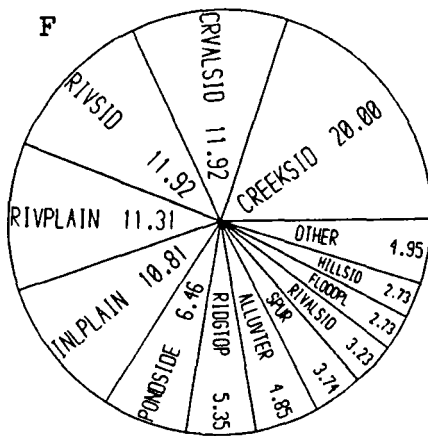 F
CREEKSID 20.00
CRVALSID 11.92
RIVSID 11.92
RIVPLAIN 11.31
INLPLAIN 10.81
PONDSIDE 6.46
RIDGTOP 5.35
ALLUVTER 4.85
SPUR 3.74
RIVALSID 3.23
FLOODPL 2.73
HILLSID 2.73
OTHER 4.95